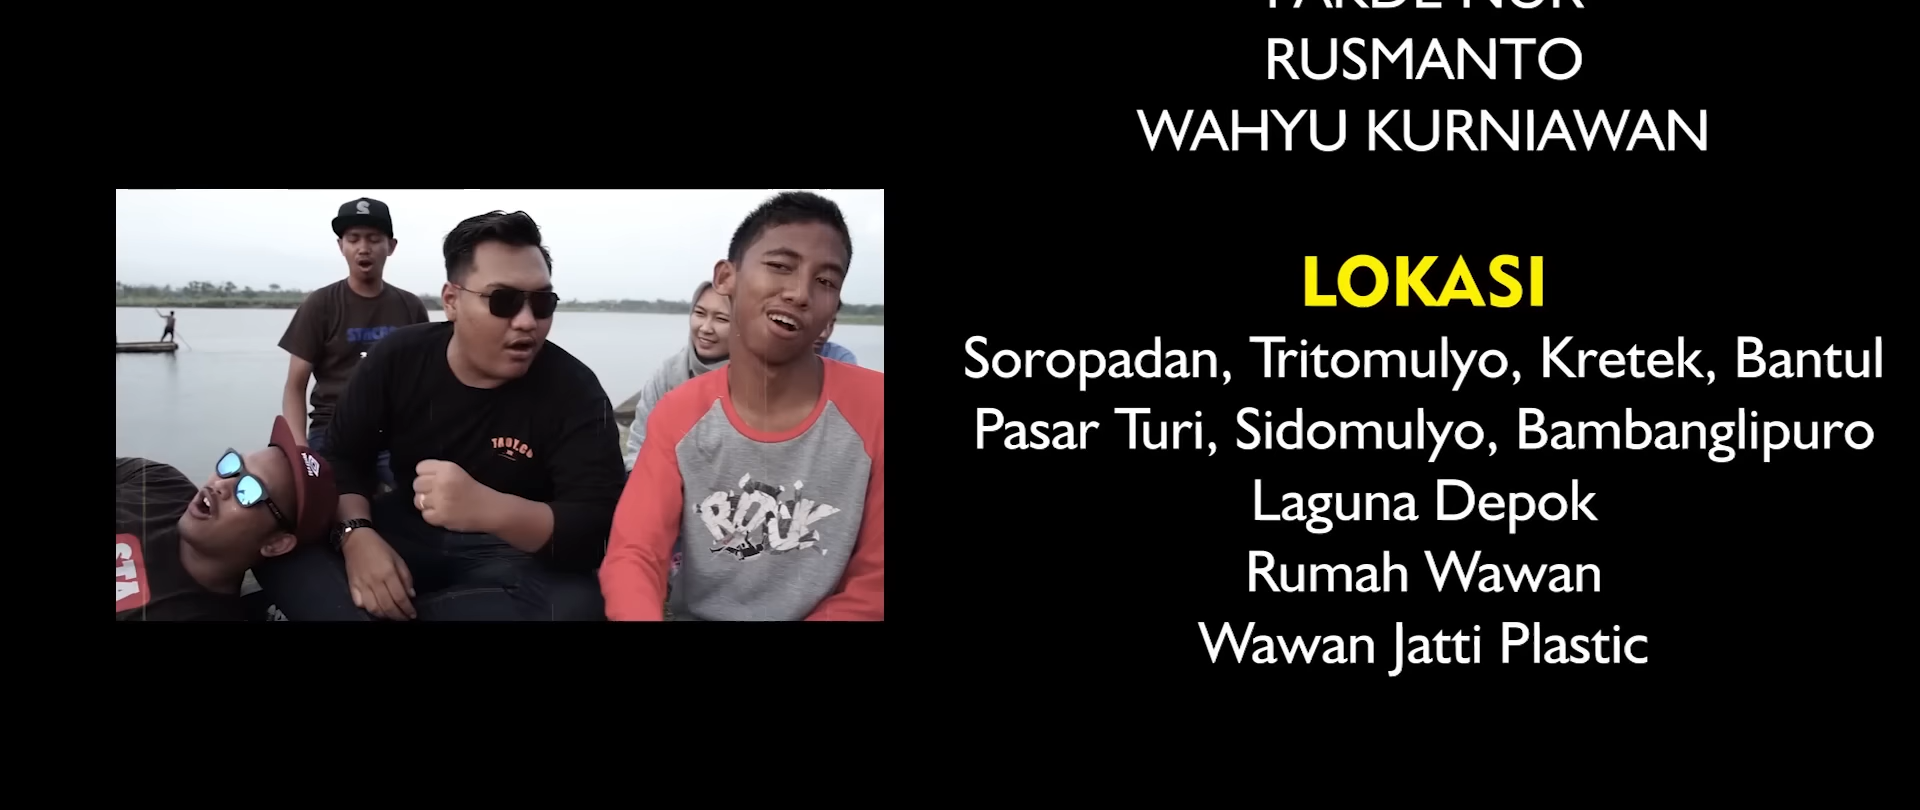 RUSMANTO
WAHYU KURNIAWAN
LOKASI
Soropadan, Tritomulyo, Kretek, Bantul
Pasar Turi, Sidomulyo, Bambanglipuro
Laguna Depok
Rumah Wawan
Wawan Jatti Plastic
ROCK